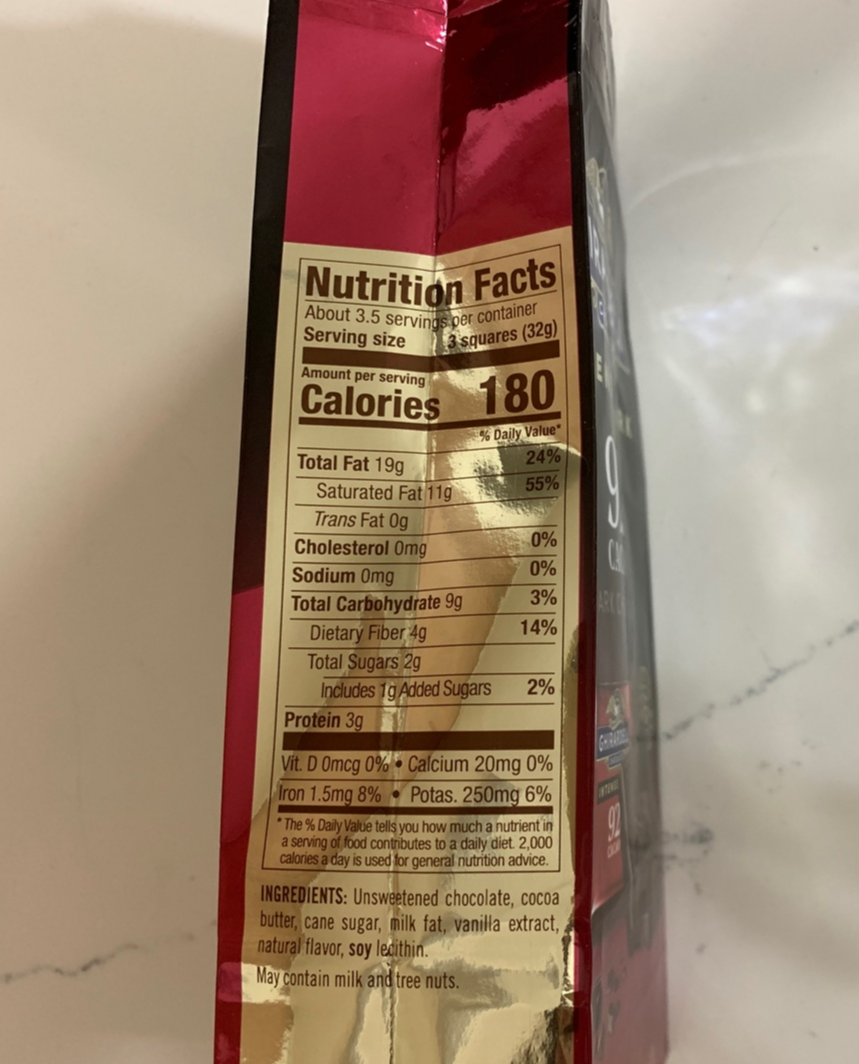 Nutrition Facts
About 3.5 servings per container
Serving size 3 squares (32g)
Amount per serving
Calories 180
% Daily Value*
Total Fat 19g 24%
Saturated Fat 11g 55%
Trans Fat 0g
Cholesterol 0mg 0%
Sodium 0mg 0%
Total Carbohydrate 9g 3%
Dietary Fiber 4g 14%
Total Sugars 2g
Includes 1g Added Sugars 2%
Protein 3g
Vit. D 0mcg 0% • Calcium 20mg 0%
Iron 1.5mg 8% • Potas. 250mg 6%
* The % Daily Value tells you how much a nutrient in
a serving of food contributes to a daily diet. 2,000
calories a day is used for general nutrition advice.
INGREDIENTS: Unsweetened chocolate, cocoa
butter, cane sugar, milk fat, vanilla extract,
natural flavor, soy lecithin.
May contain milk and tree nuts.
GHIRARDELLI
INTENSE
92